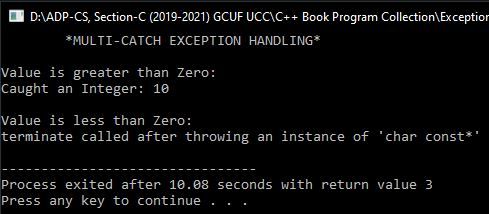 D:\ADP-CS, Section-C (2019-2021) GCUF UCC\C++ Book Program Collection\Exception
*MULTI-CATCH EXCEPTION HANDLING*
Value is greater than Zero:
Caught an Integer: 10
Value is less than Zero:
terminate called after throwing an instance of 'char const*'
--------------------------------
Process exited after 10.08 seconds with return value 3
Press any key to continue . . .